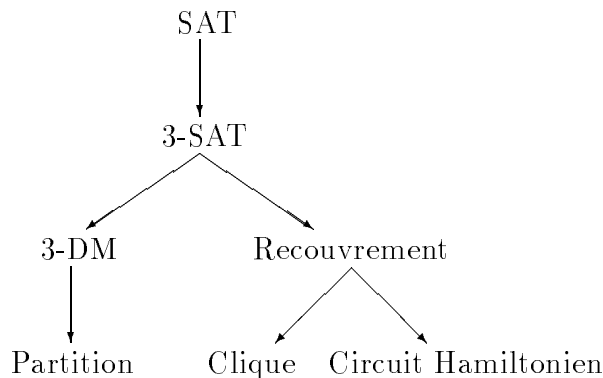 SAT
3-SAT
3-DM Recouvrement
Partition Clique Circuit Hamiltonien